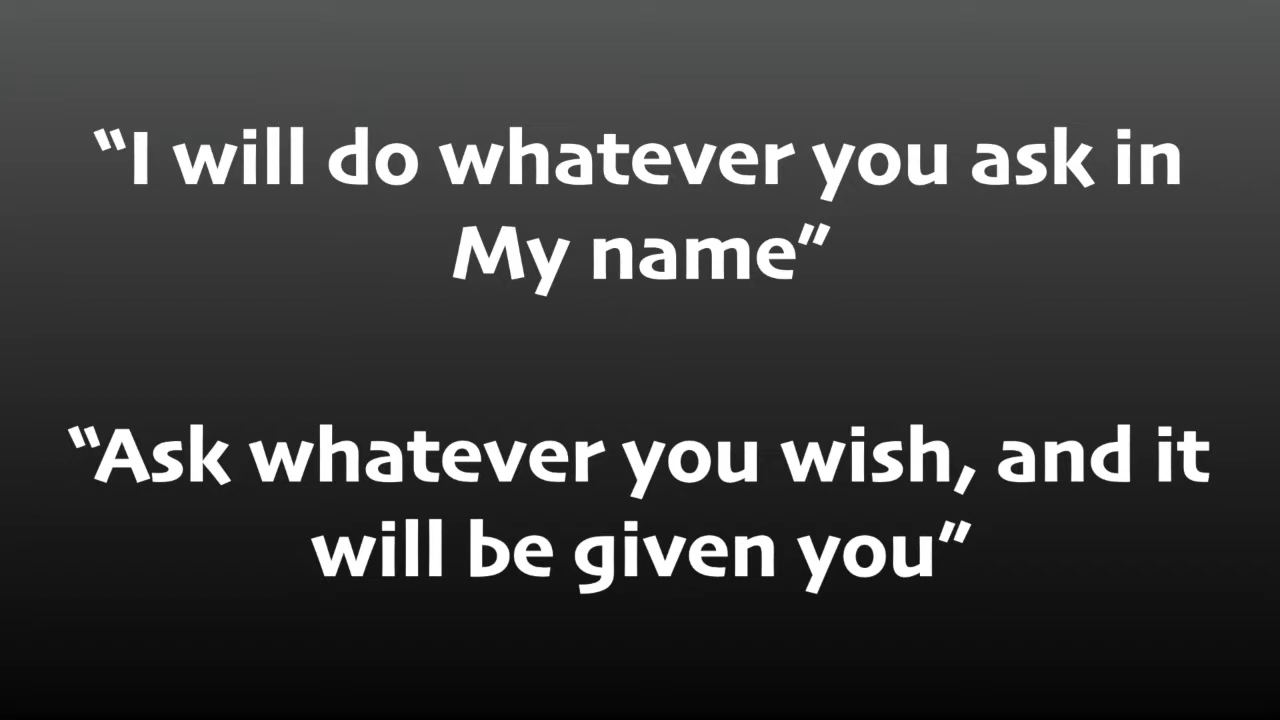 “I will do whatever you ask in
My name”
“Ask whatever you wish, and it
will be given you”